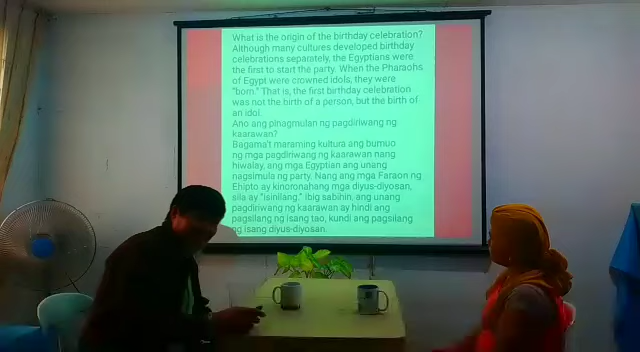 What is the origin of the birthday celebration?
Although many cultures developed birthday
celebrations separately, the Egyptians were
the first to start the party. When the Pharaohs
of Egypt were crowned idols, they were
"born." That is, the first birthday celebration
was not the birth of a person, but the birth of
an idol
Ano ang pinagmulan ng pagdiriwang ng
kaarawan?
Bagama't maraming kultura ang bumuo
ng mga pagdiriwang ng kaarawan nang
hiwalay, ang mga Egyptian ang unang
nagsimula ng party. Nang ang mga Faraon ng
Ehipto ay kinoronahang mga diyus-diyosan,
sila ay "isinilang." Ibig sabihin, ang unang
pagdiriwang ng kaarawan ay hindi ang
pagsilang ng isang tao, kundi ang pagsilang
ng isang diyus-diyosan.